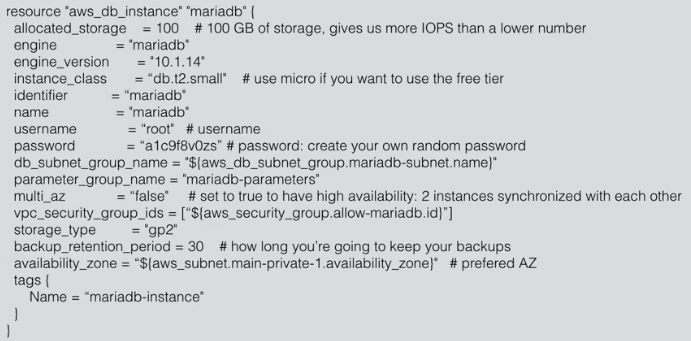 resource "aws_db_instance" "mariadb" {
allocated_storage = 100 # 100 GB of storage, gives us more IOPS than a lower number
engine = "mariadb"
engine_version = "10.1.14"
instance_class = “db.t2.small" # use micro if you want to use the free tier
identifier = “mariadb"
name = "mariadb"
username = “root" # username
password = “a1c9f8v0zs” # password: create your own random password
db_subnet_group_name = "${aws_db_subnet_group.mariadb-subnet.name}"
parameter_group_name = "mariadb-parameters"
multi_az = “false" # set to true to have high availability: 2 instances synchronized with each other
vpc_security_group_ids = [“${aws_security_group.allow-mariadb.id}”]
storage_type = "gp2"
backup_retention_period = 30 # how long you’re going to keep your backups
availability_zone = “${aws_subnet.main-private-1.availability_zone}" # prefered AZ
tags {
Name = “mariadb-instance"
}
}